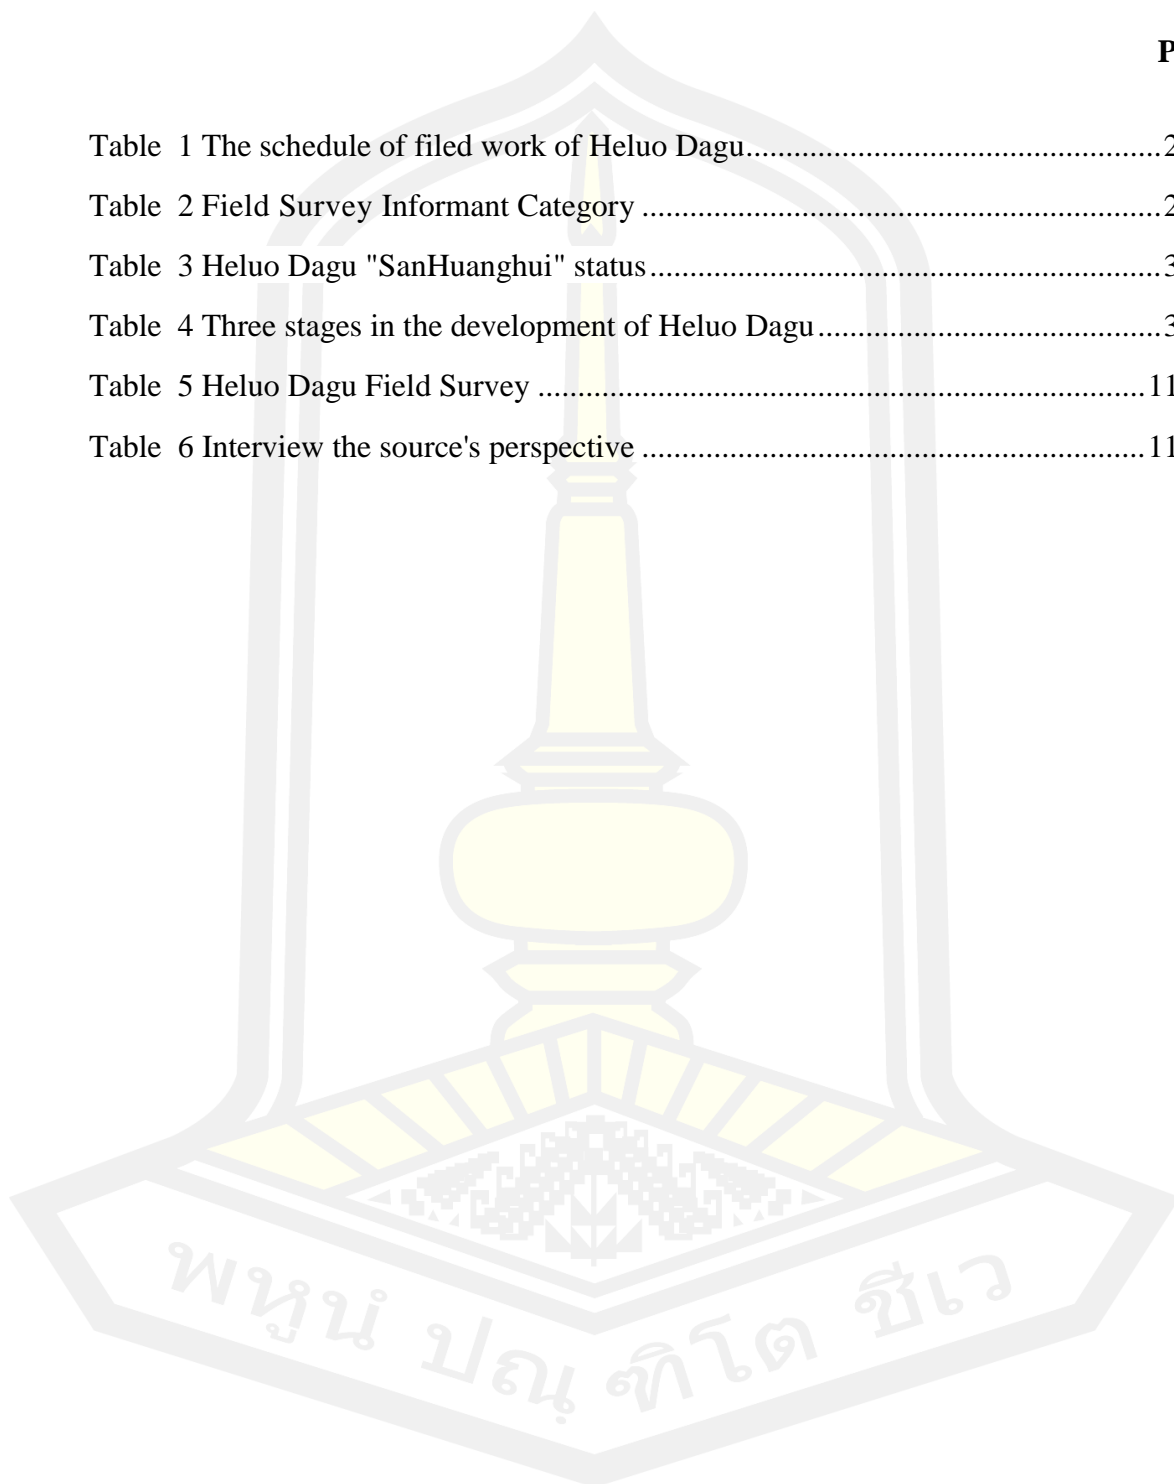 P
Table  1 The schedule of filed work of Heluo Dagu..................................................2
Table  2 Field Survey Informant Category ...............................................................2
Table  3 Heluo Dagu "SanHuanghui" status..............................................................3
Table  4 Three stages in the development of Heluo Dagu..........................................3
Table  5 Heluo Dagu Field Survey ..........................................................................11
Table  6 Interview the source's perspective .............................................................11
พหูนํ ปณฺฑิโต ชีเว